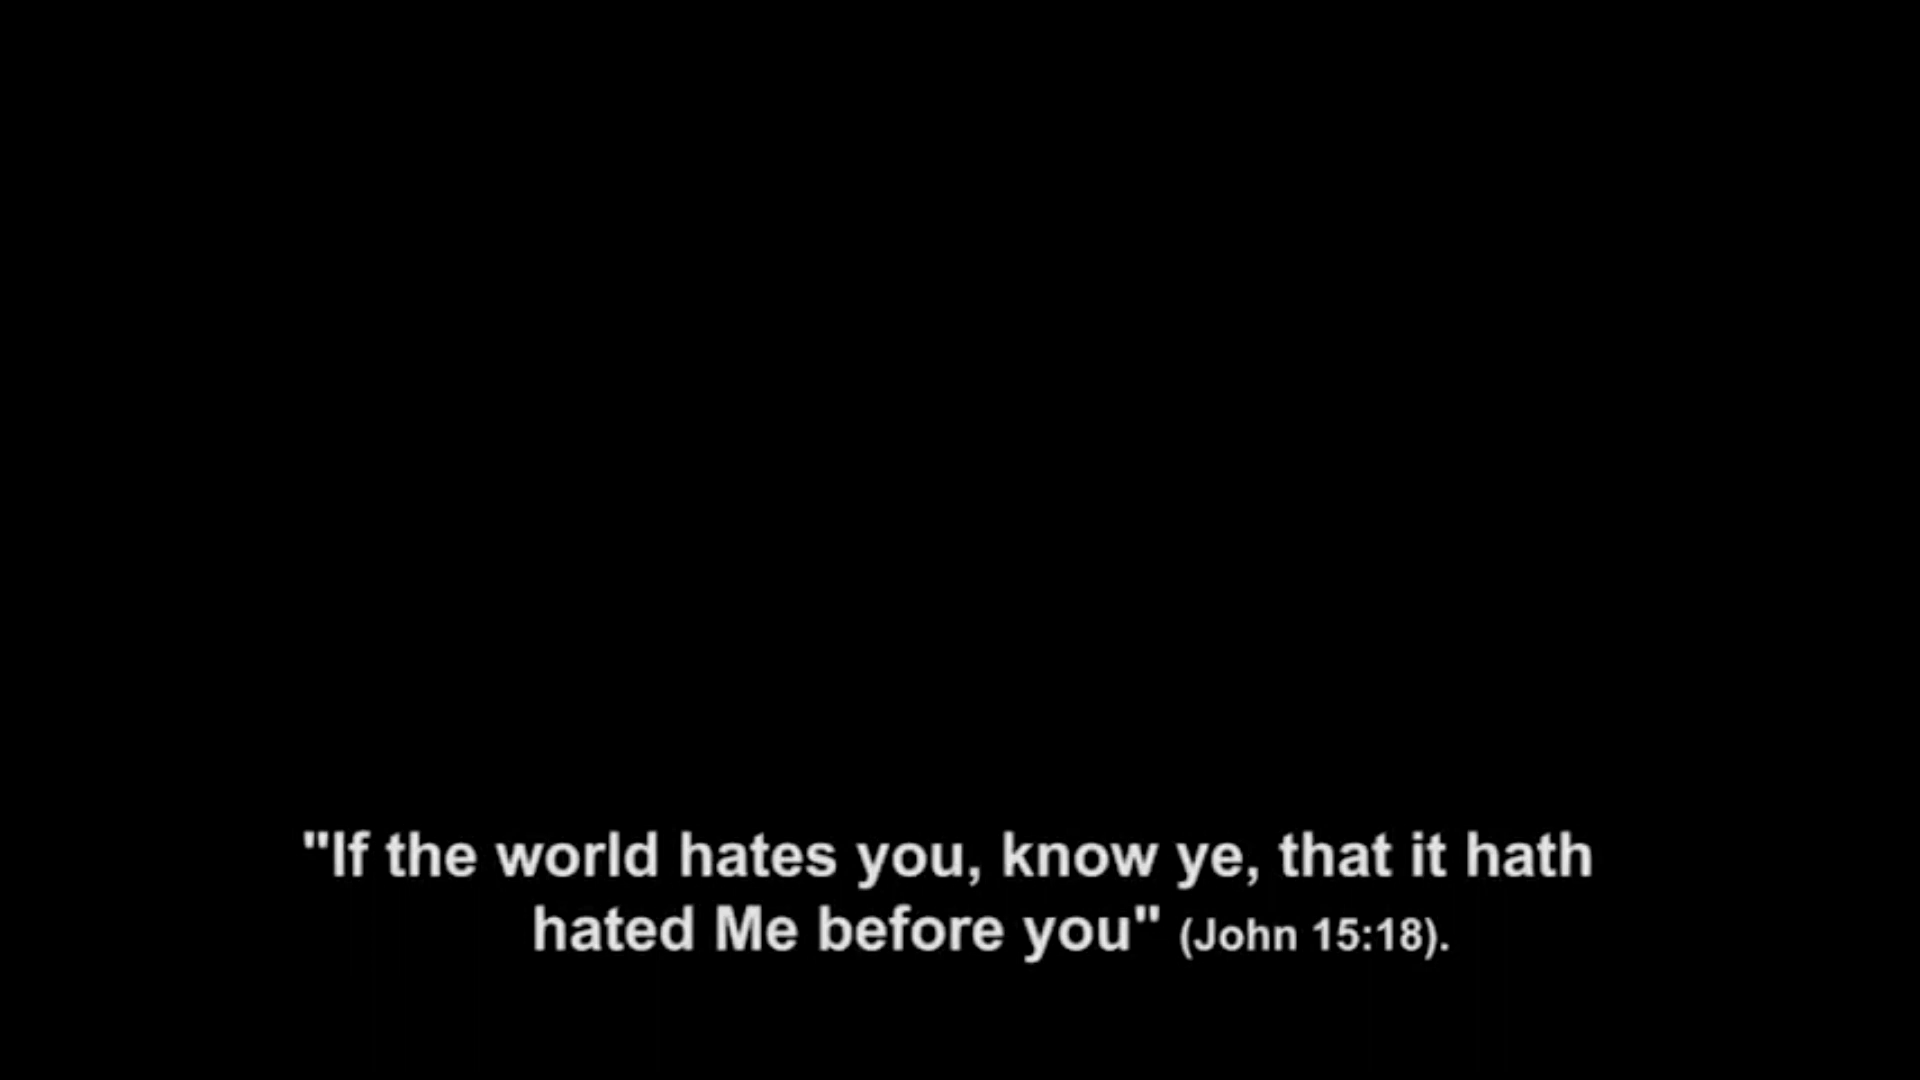 "If the world hates you, know ye, that it hath
hated Me before you" (John 15:18).